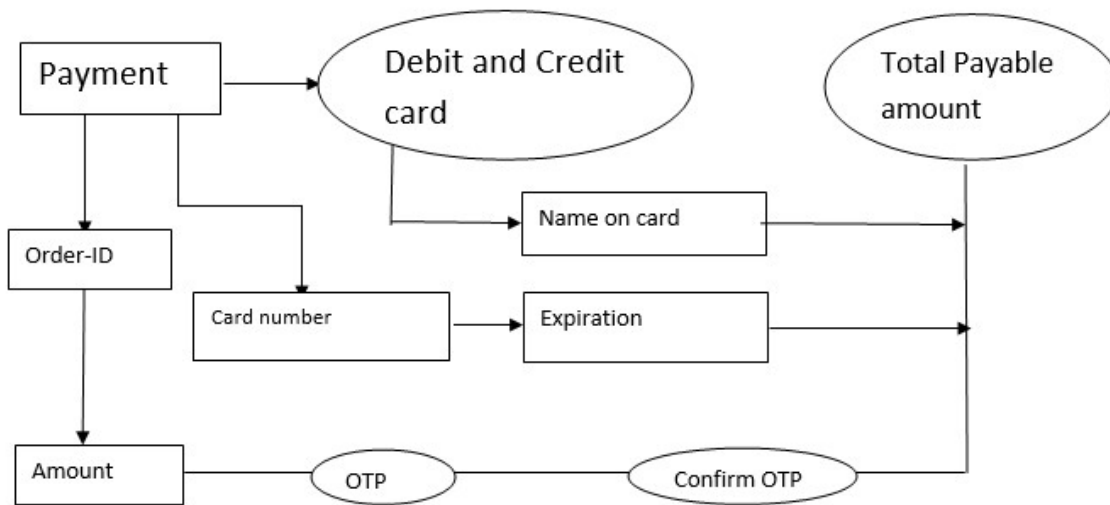 Payment
Debit and Credit
card
Total Payable
amount
Name on card
Order-ID
Card number
Expiration
Amount
OTP
Confirm OTP